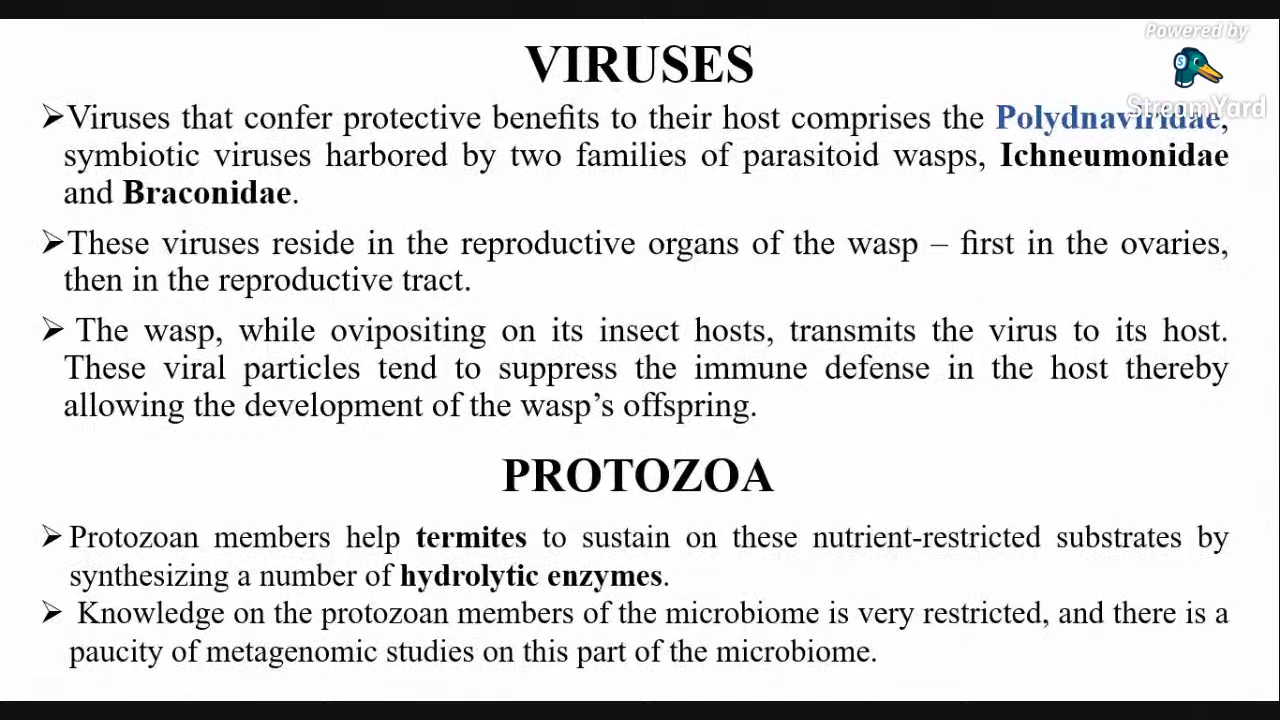 Powered by
StreamYard
VIRUSES
➢Viruses that confer protective benefits to their host comprises the Polydnaviridae,
symbiotic viruses harbored by two families of parasitoid wasps, Ichneumonidae
and Braconidae.
➢These viruses reside in the reproductive organs of the wasp – first in the ovaries,
then in the reproductive tract.
➢ The wasp, while ovipositing on its insect hosts, transmits the virus to its host.
These viral particles tend to suppress the immune defense in the host thereby
allowing the development of the wasp’s offspring.
PROTOZOA
➢Protozoan members help termites to sustain on these nutrient-restricted substrates by
synthesizing a number of hydrolytic enzymes.
➢ Knowledge on the protozoan members of the microbiome is very restricted, and there is a
paucity of metagenomic studies on this part of the microbiome.